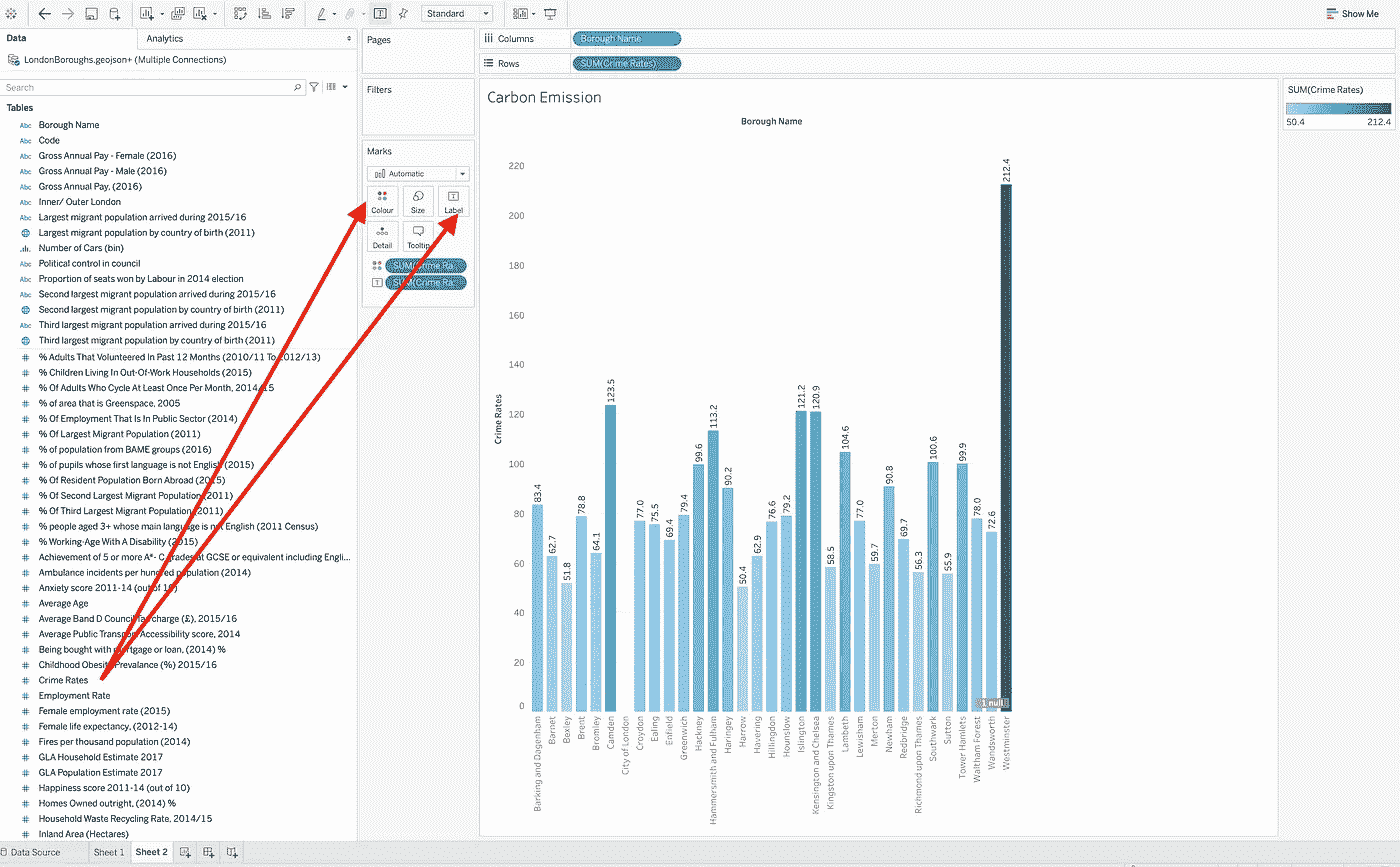 Standard
Show Me
Data
Analytics
Pages
Columns
Borough Name
LondonBoroughs.geojson+ (Multiple Connections)
Rows
SUM(Crime Rates)
Search
Filters
Tables
Borough Name
Code
Gross Annual Pay - Female (2016)
Gross Annual Pay - Male (2016)
Gross Annual Pay, (2016)
Inner/ Outer London
Largest migrant population arrived during 2015/16
Largest migrant population by country of birth (2011)
Number of Cars (bin)
Political control in council
Proportion of seats won by Labour in 2014 election
Second largest migrant population arrived during 2015/16
Second largest migrant population by country of birth (2011)
Third largest migrant population arrived during 2015/16
Third largest migrant population by country of birth (2011)
% Adults That Volunteered In Past 12 Months (2010/11 To 2012/13)
% Children Living In Out-Of-Work Households (2015)
% Of Adults Who Cycle At Least Once Per Month, 2014/15
% of area that is Greenspace, 2005
% Of Employment That Is In Public Sector (2014)
% Of Largest Migrant Population (2011)
% of population from BAME groups (2016)
% of pupils whose first language is not English (2015)
% Of Resident Population Born Abroad (2015)
% Of Second Largest Migrant Population (2011)
% Of Third Largest Migrant Population (2011)
% people aged 3+ whose main language is not English (2011 Census)
% Working-Age With A Disability (2015)
Achievement of 5 or more A*- C grades at GCSE or equivalent including Engli...
Ambulance incidents per hundred population (2014)
Anxiety score 2011-14 (out of 10)
Average Age
Average Band D Council Tax charge (£), 2015/16
Average Public Transport Accessibility score, 2014
Being bought with mortgage or loan, (2014) %
Childhood Obesity Prevalance (%) 2015/16
Crime Rates
Employment Rate
Female employment rate (2015)
Female life expectancy, (2012-14)
Fires per thousand population (2014)
GLA Household Estimate 2017
GLA Population Estimate 2017
Happiness score 2011-14 (out of 10)
Homes Owned outright, (2014) %
Household Waste Recycling Rate, 2014/15
Inland Area (Hectares)
Marks
Automatic
Colour
Size
Label
Detail
Tooltip
SUM(Crime Ra..
SUM(Crime Ra..
Carbon Emission
Borough Name
Crime Rates
220
200
180
160
140
120
100
80
60
40
20
0
83.4
62.7
51.8
78.8
64.1
123.5
77.0
75.5
69.4
79.4
99.6
113.2
90.2
50.4
62.9
76.6
79.2
121.2
120.9
58.5
104.6
77.0
59.7
90.8
69.7
56.3
100.6
55.9
99.9
78.0
72.6
212.4
1 null
Barking and Dagenham
Barnet
Bexley
Brent
Bromley
Camden
City of London
Croydon
Ealing
Enfield
Greenwich
Hackney
Hammersmith and Fulham
Haringey
Harrow
Havering
Hillingdon
Hounslow
Islington
Kensington and Chelsea
Kingston upon Thames
Lambeth
Lewisham
Merton
Newham
Redbridge
Richmond upon Thames
Southwark
Sutton
Tower Hamlets
Waltham Forest
Wandsworth
Westminster
SUM(Crime Rates)
50.4 212.4
Data Source
Sheet 1
Sheet 2